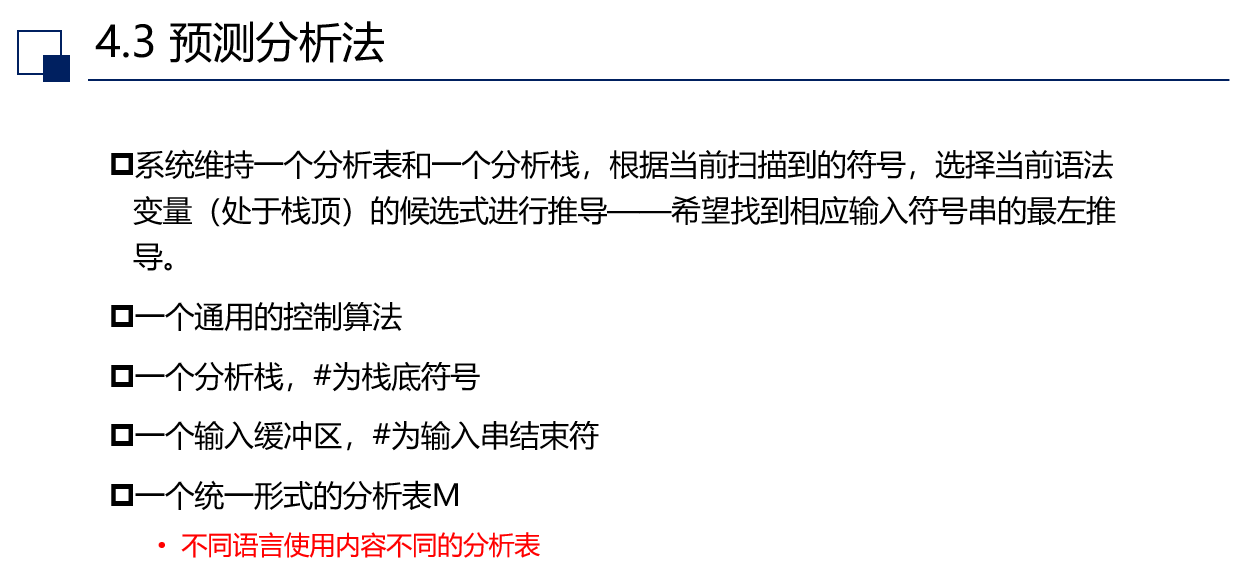 4.3 预测分析法
系统维持一个分析表和一个分析栈，根据当前扫描到的符号，选择当前语法
变量（处于栈顶）的候选式进行推导——希望找到相应输入符号串的最左推
导。
一个通用的控制算法
一个分析栈，#为栈底符号
一个输入缓冲区，#为输入串结束符
一个统一形式的分析表M
• 不同语言使用内容不同的分析表